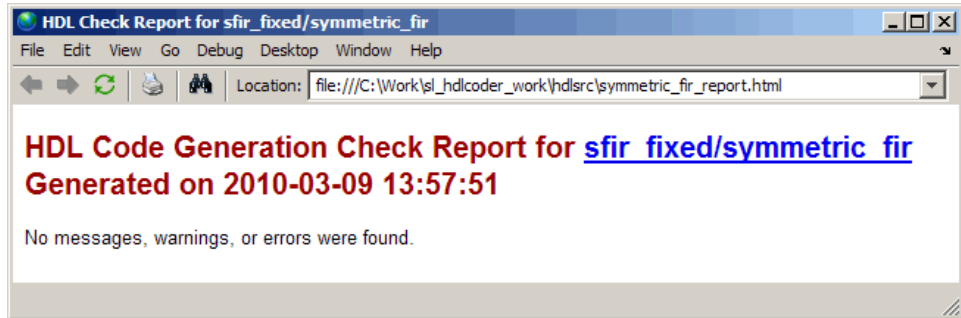 HDL Check Report for sfir_fixed/symmetric_fir
File Edit View Go Debug Desktop Window Help
Location: file:///C:\Work\sl_hdlcoder_work\hdlsrc\symmetric_fir_report.html
HDL Code Generation Check Report for sfir_fixed/symmetric_fir
Generated on 2010-03-09 13:57:51
No messages, warnings, or errors were found.